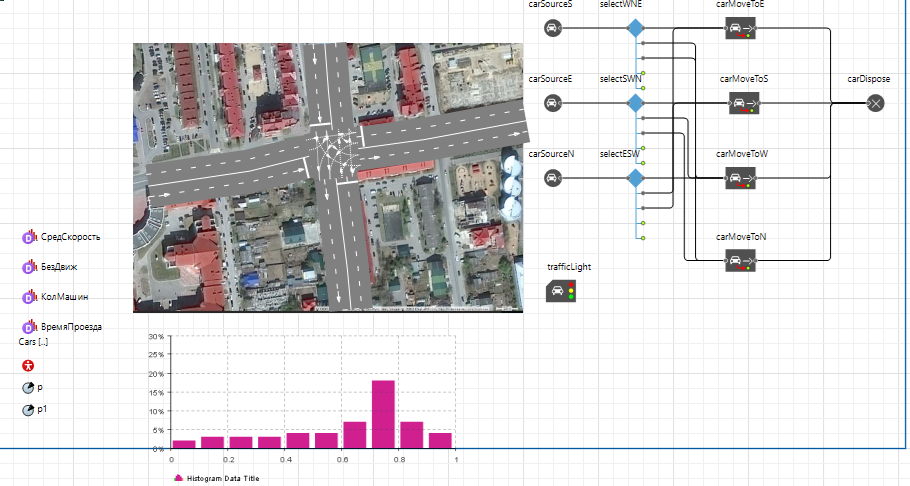 carSourceS
selectWNE
carMoveToE
carSourceE
selectSWN
carMoveToS
carDispose
carSourceN
selectESW
carMoveToW
carMoveToN
trafficLight
СредСкорость
БезДвиж
КолМашин
ВремяПроезда
Cars [..]
p
p1
30%
25%
20%
15%
10%
5%
0%
0
0.2
0.4
0.6
0.8
1
Histogram Data Title